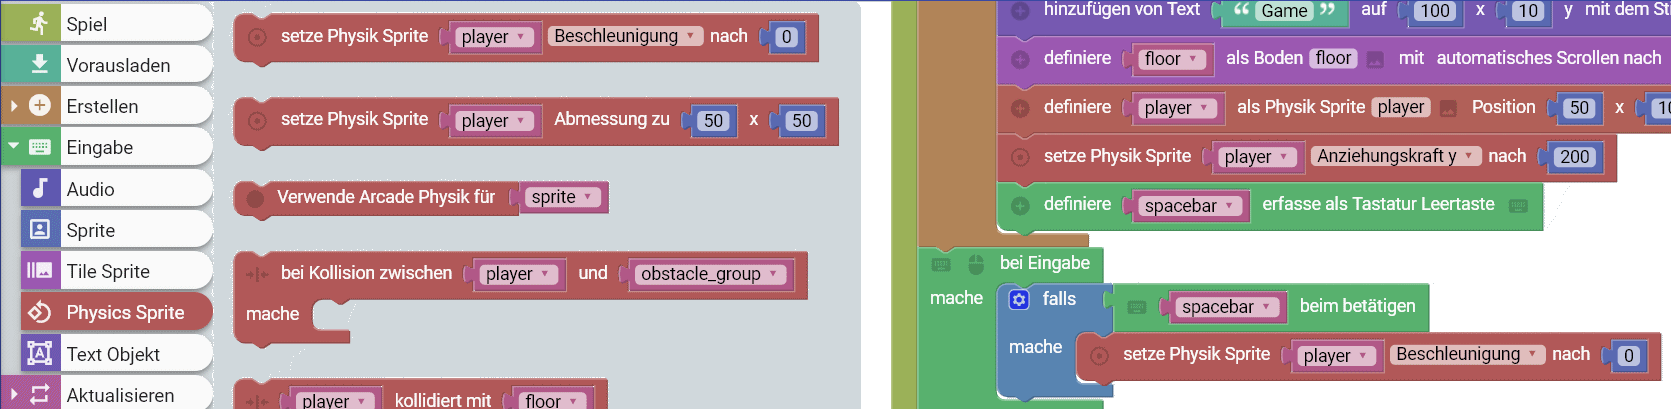 Spiel
Vorausladen
Erstellen
Eingabe
Audio
Sprite
Tile Sprite
Physics Sprite
Text Objekt
Aktualisieren
setze Physik Sprite player Beschleunigung nach 0
setze Physik Sprite player Abmessung zu 50 x 50
Verwende Arcade Physik für sprite
bei Kollision zwischen player und obstacle_group
mache
player kollidiert mit floor
hinzufügen von Text “ Game ” auf 100 x 10 y mit dem St
definiere floor als Boden floor mit automatisches Scrollen nach
definiere player als Physik Sprite player Position 50 x 10
setze Physik Sprite player Anziehungskraft y nach 200
definiere spacebar erfasse als Tastatur Leertaste
bei Eingabe
mache falls spacebar beim betätigen
mache setze Physik Sprite player Beschleunigung nach 0